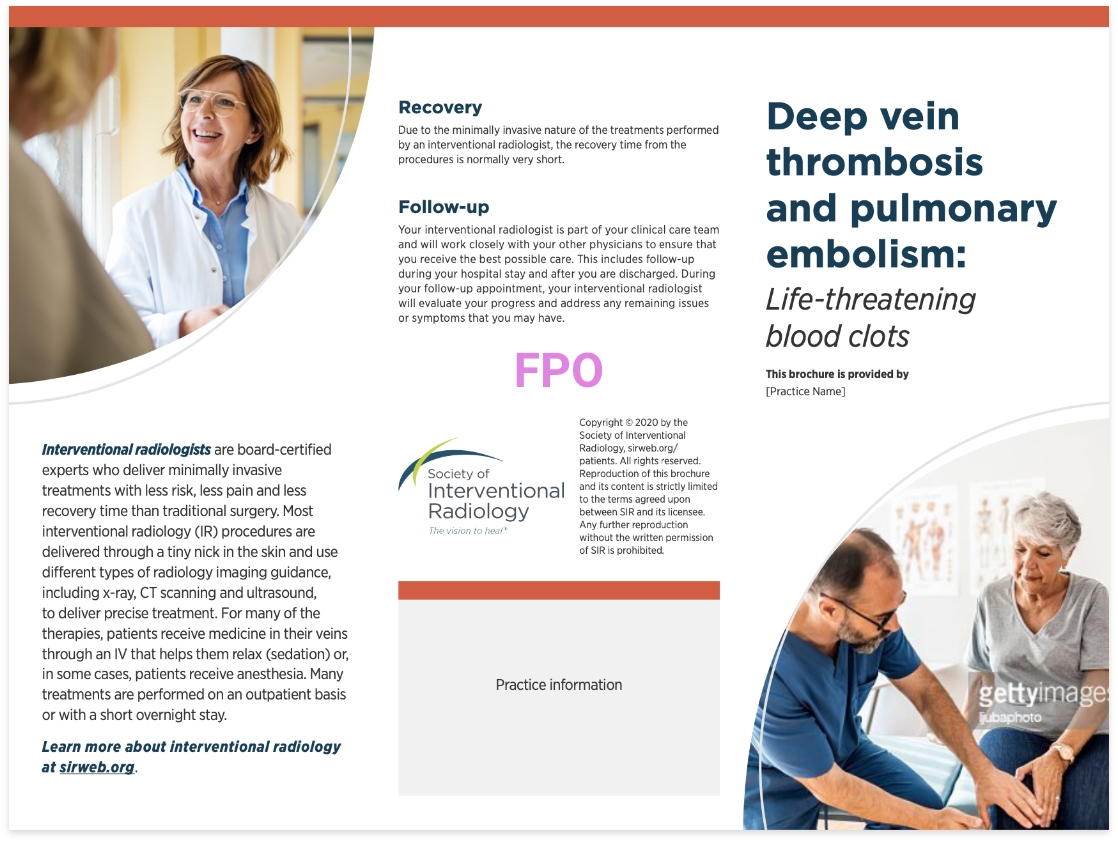 Interventional radiologists are board-certified
experts who deliver minimally invasive
treatments with less risk, less pain and less
recovery time than traditional surgery. Most
interventional radiology (IR) procedures are
delivered through a tiny nick in the skin and use
different types of radiology imaging guidance,
including x-ray, CT scanning and ultrasound,
to deliver precise treatment. For many of the
therapies, patients receive medicine in their veins
through an IV that helps them relax (sedation) or,
in some cases, patients receive anesthesia. Many
treatments are performed on an outpatient basis
or with a short overnight stay.
Learn more about interventional radiology
at sirweb.org.
Recovery
Due to the minimally invasive nature of the treatments performed
by an interventional radiologist, the recovery time from the
procedures is normally very short.
Follow-up
Your interventional radiologist is part of your clinical care team
and will work closely with your other physicians to ensure that
you receive the best possible care. This includes follow-up
during your hospital stay and after you are discharged. During
your follow-up appointment, your interventional radiologist
will evaluate your progress and address any remaining issues
or symptoms that you may have.
FPO
Society of
Interventional
Radiology
The vision to heal®
Copyright © 2020 by the
Society of Interventional
Radiology, sirweb.org/
patients. All rights reserved.
Reproduction of this brochure
and its content is strictly limited
to the terms agreed upon
between SIR and its licensee.
Any further reproduction
without the written permission
of SIR is prohibited.
Practice information
Deep vein
thrombosis
and pulmonary
embolism:
Life-threatening
blood clots
This brochure is provided by
[Practice Name]
gettyimages
ljubaphoto